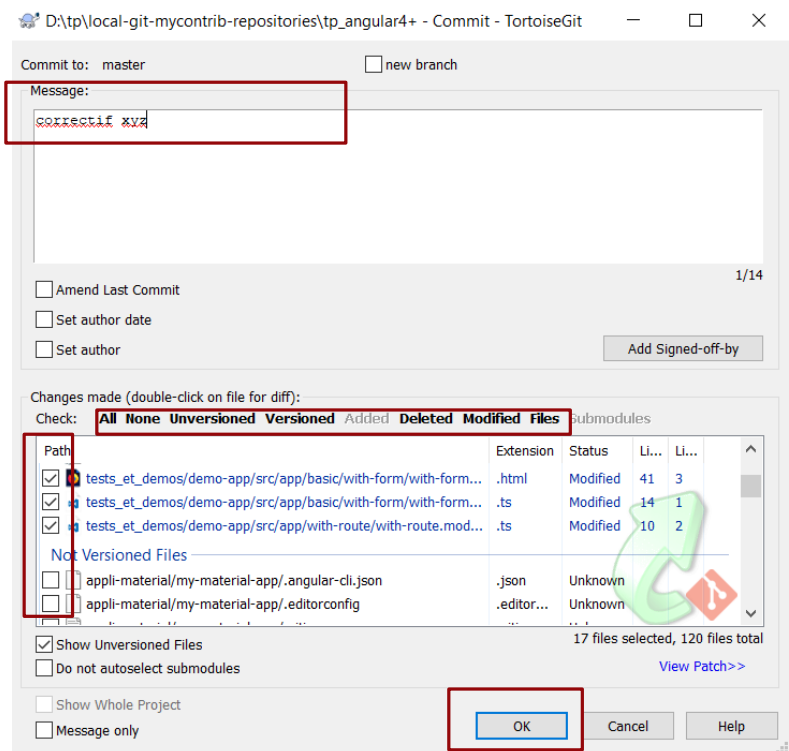 D:\tp\local-git-mycontrib-repositories\tp_angular4+ - Commit - TortoiseGit
Commit to: master new branch
Message:
correctif xyz
1/14
Amend Last Commit
Set author date
Set author Add Signed-off-by
Changes made (double-click on file for diff):
Check: All None Unversioned Versioned Added Deleted Modified Files Submodules
Path Extension Status Li... Li...
tests_et_demos/demo-app/src/app/basic/with-form/with-form... .html Modified 41 3
tests_et_demos/demo-app/src/app/basic/with-form/with-form... .ts Modified 14 1
tests_et_demos/demo-app/src/app/with-route/with-route.mod... .ts Modified 10 2
Not Versioned Files
appli-material/my-material-app/.angular-cli.json .json Unknown
appli-material/my-material-app/.editorconfig .editor... Unknown
Show Unversioned Files 17 files selected, 120 files total
Do not autoselect submodules View Patch>>
Show Whole Project
Message only OK Cancel Help